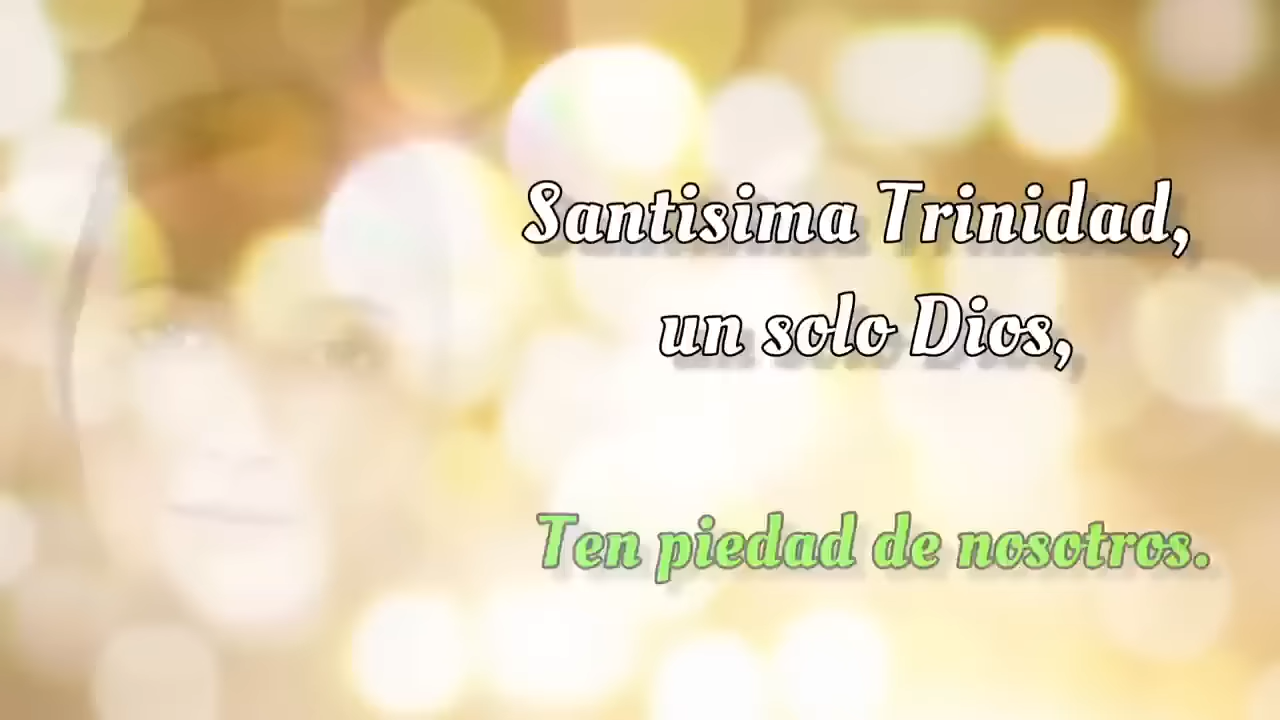 Santisima Trinidad,
un solo Dios,
Ten piedad de nosotros.